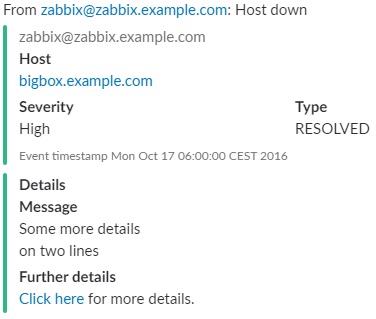 From zabbix@zabbix.example.com: Host down
zabbix@zabbix.example.com
Host
bigbox.example.com
Severity Type
High RESOLVED
Event timestamp Mon Oct 17 06:00:00 CEST 2016
Details
Message
Some more details
on two lines
Further details
Click here for more details.